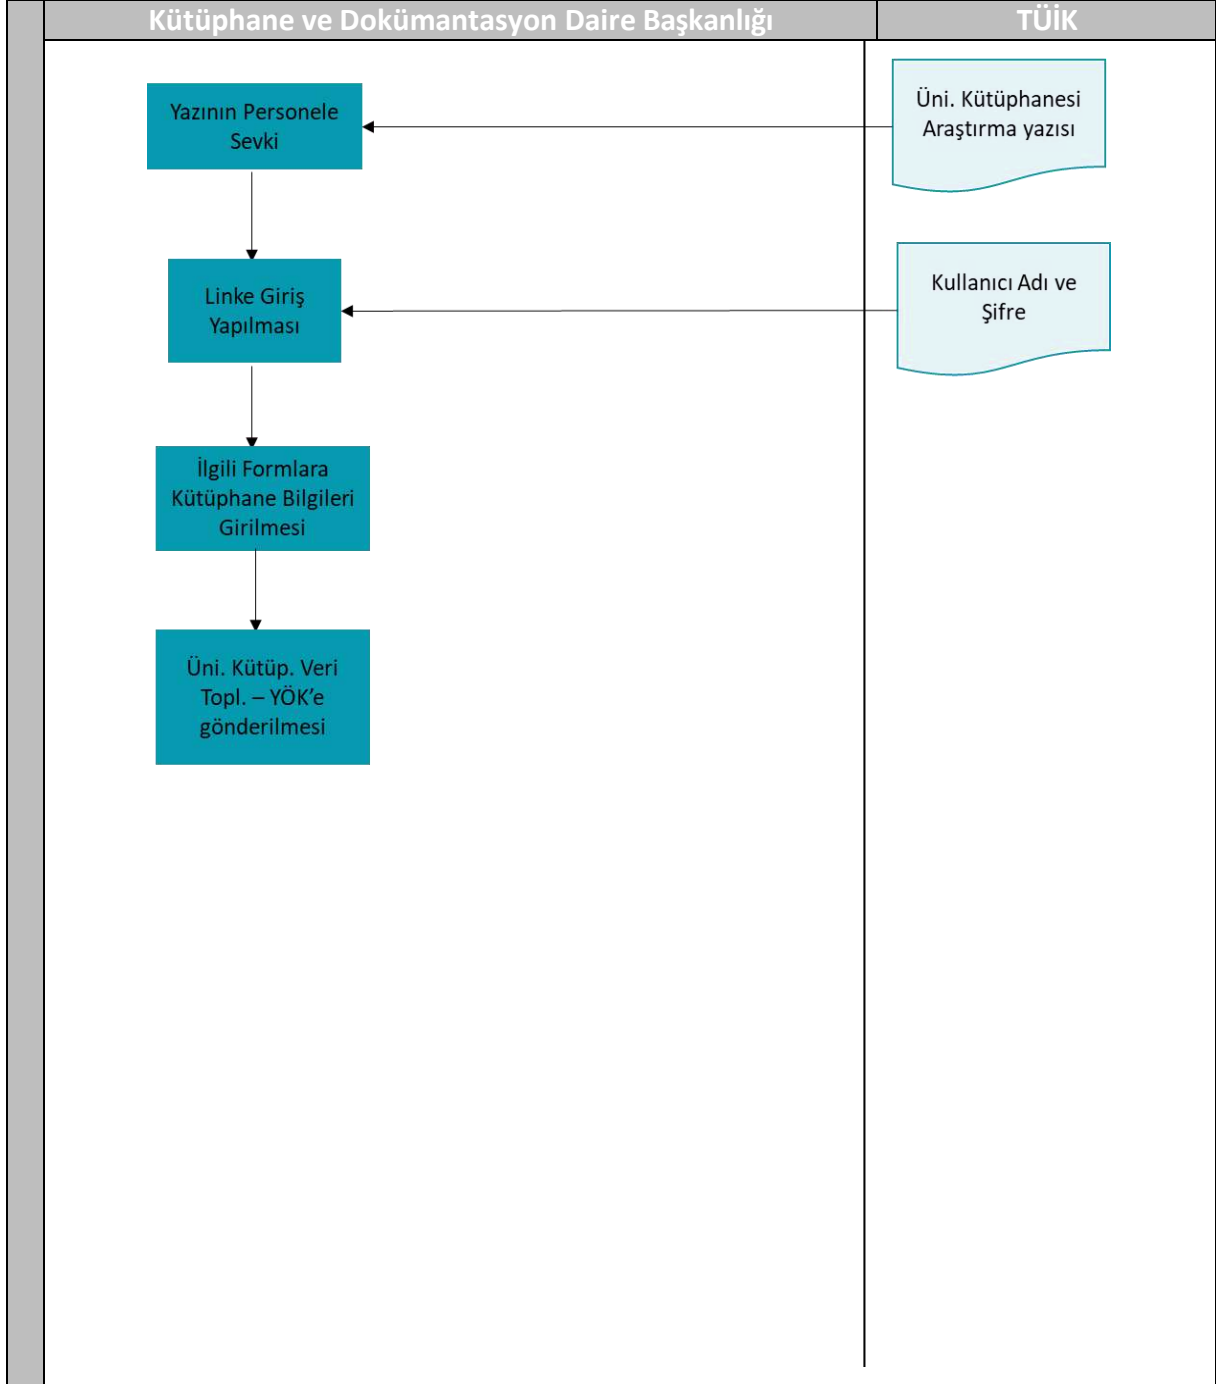 Kütüphane ve Dokümantasyon Daire Başkanlığı
TÜİK
Üni. Kütüphanesi
Araştırma yazısı
Yazının Personele
Sevki
Kullanıcı Adı ve
Şifre
Linke Giriş
Yapılması
İlgili Formlara
Kütüphane Bilgileri
Girilmesi
Üni. Kütüp. Veri
Topl. – YÖK’e
gönderilmesi